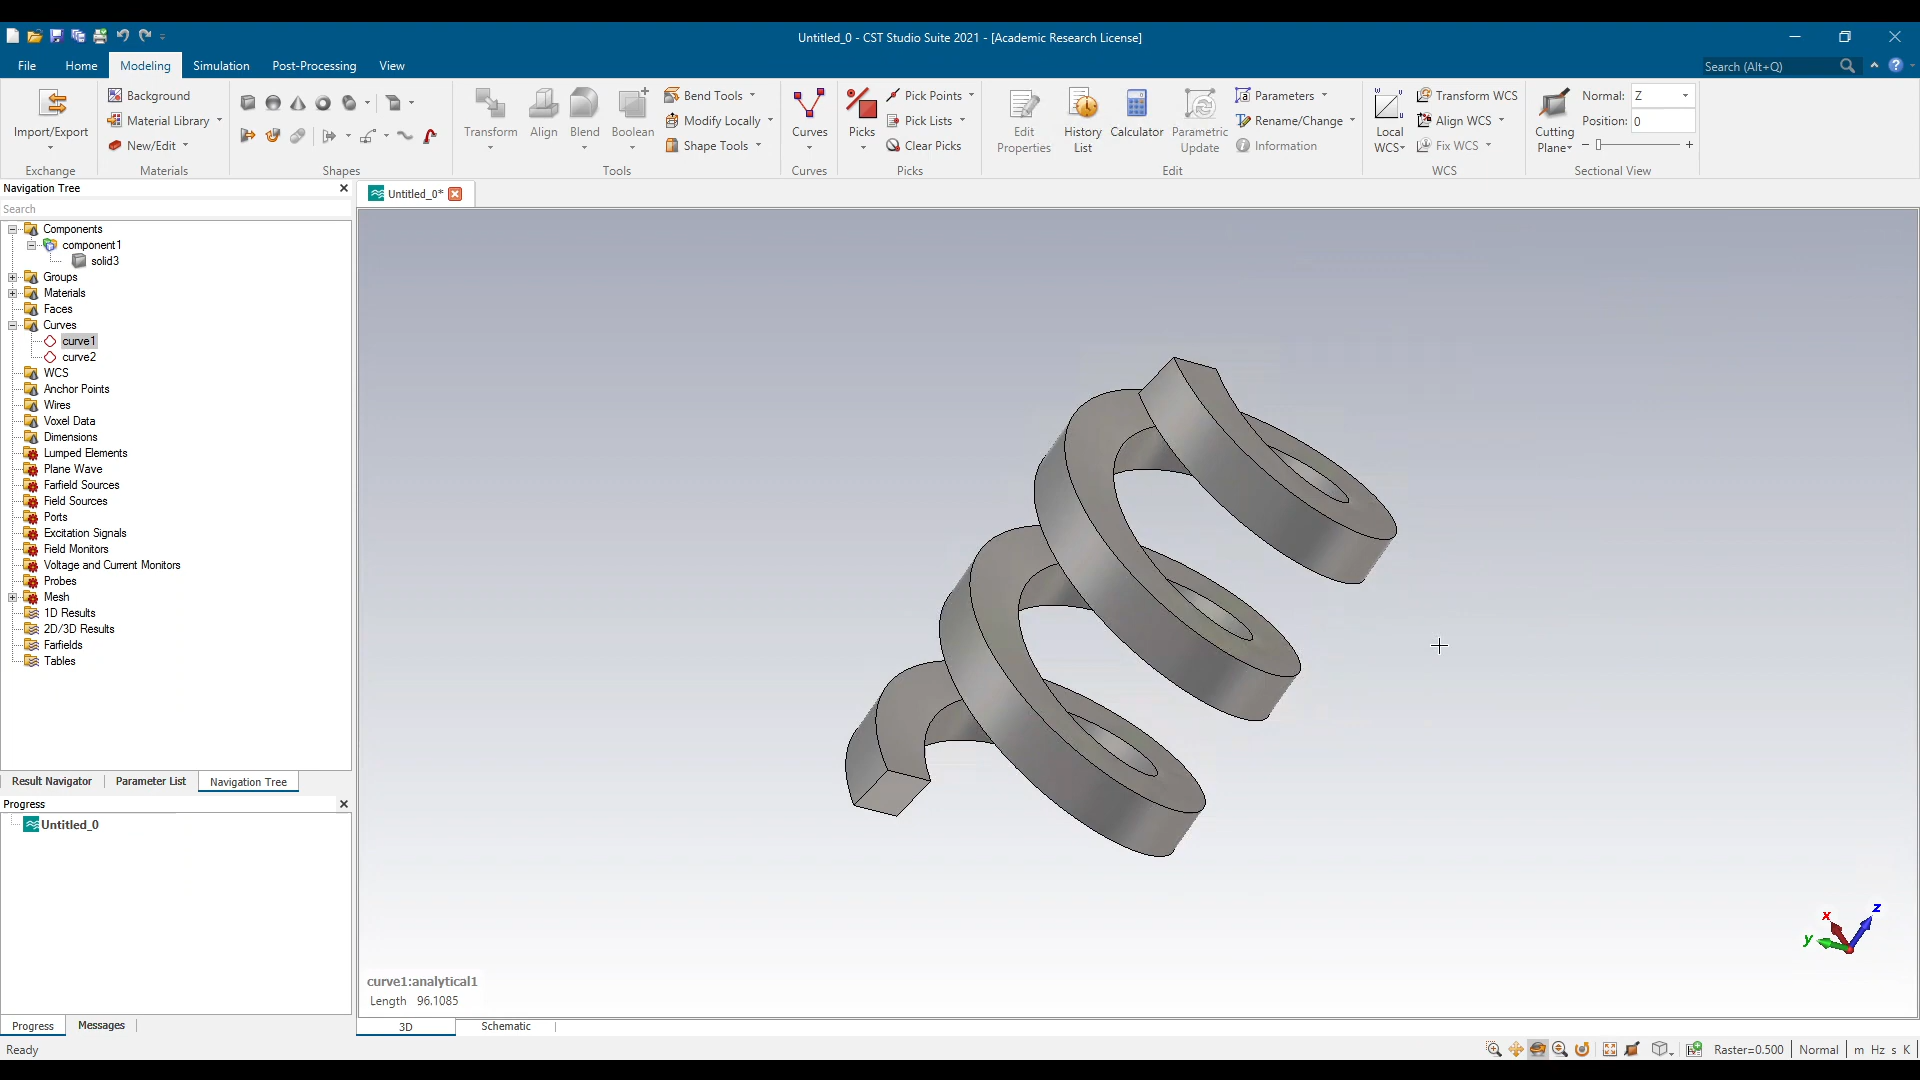 Untitled_0 - CST Studio Suite 2021 - [Academic Research License]
File Home Modeling Simulation Post-Processing View
Search (Alt+Q)
Import/Export
Exchange
Background
Material Library
New/Edit
Materials
Shapes
Transform
Align
Blend
Boolean
Bend Tools
Modify Locally
Shape Tools
Tools
Curves
Curves
Picks
Pick Points
Pick Lists
Clear Picks
Picks
Edit
Properties
History
List
Calculator
Parametric
Update
Parameters
Rename/Change
Information
Edit
Local
WCS
Transform WCS
Align WCS
Fix WCS
WCS
Cutting
Plane
Normal: Z
Position: 0
Sectional View
Navigation Tree
Search
Components
component1
solid3
Groups
Materials
Faces
Curves
curve1
curve2
WCS
Anchor Points
Wires
Voxel Data
Dimensions
Lumped Elements
Plane Wave
Farfield Sources
Field Sources
Ports
Excitation Signals
Field Monitors
Voltage and Current Monitors
Probes
Mesh
1D Results
2D/3D Results
Farfields
Tables
Result Navigator Parameter List Navigation Tree
Progress
Untitled_0
Progress Messages
Untitled_0*
x
y
z
curve1:analytical1
Length 96.1085
3D Schematic
Ready
Raster=0.500 Normal m Hz s K